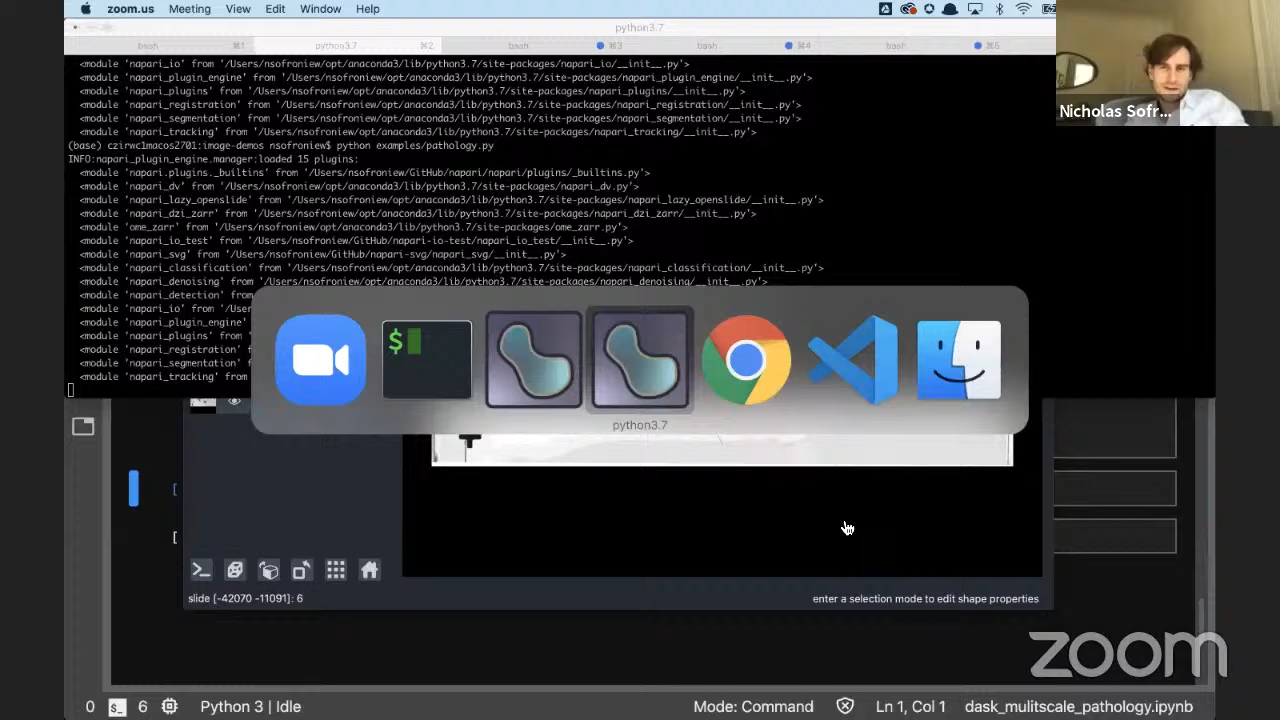 zoom.us Meeting View Edit Window Help
python3.7
bash ⌘1 python3.7 ⌘2 bash ⌘3 bash ⌘4 bash ⌘5
<module 'napari_io' from '/Users/nsofroniew/opt/anaconda3/lib/python3.7/site-packages/napari_io/__init__.py'>
<module 'napari_plugin_engine' from '/Users/nsofroniew/opt/anaconda3/lib/python3.7/site-packages/napari_plugin_engine/__init__.py'>
<module 'napari_plugins' from '/Users/nsofroniew/opt/anaconda3/lib/python3.7/site-packages/napari_plugins/__init__.py'>
<module 'napari_registration' from '/Users/nsofroniew/opt/anaconda3/lib/python3.7/site-packages/napari_registration/__init__.py'>
<module 'napari_segmentation' from '/Users/nsofroniew/opt/anaconda3/lib/python3.7/site-packages/napari_segmentation/__init__.py'>
<module 'napari_tracking' from '/Users/nsofroniew/opt/anaconda3/lib/python3.7/site-packages/napari_tracking/__init__.py'>
Nicholas Sofr...
(base) czirwc1macos2701:image-demos nsofroniew$ python examples/pathology.py
INFO:napari_plugin_engine.manager:loaded 15 plugins:
<module 'napari.plugins._builtins' from '/Users/nsofroniew/GitHub/napari/napari/plugins/_builtins.py'>
<module 'napari_dv' from '/Users/nsofroniew/opt/anaconda3/lib/python3.7/site-packages/napari_dv.py'>
<module 'napari_lazy_openslide' from '/Users/nsofroniew/opt/anaconda3/lib/python3.7/site-packages/napari_lazy_openslide/__init__.py'>
<module 'napari_dzi_zarr' from '/Users/nsofroniew/opt/anaconda3/lib/python3.7/site-packages/napari_dzi_zarr/__init__.py'>
<module 'ome_zarr' from '/Users/nsofroniew/opt/anaconda3/lib/python3.7/site-packages/ome_zarr.py'>
<module 'napari_io_test' from '/Users/nsofroniew/GitHub/napari-io-test/napari_io_test/__init__.py'>
<module 'napari_svg' from '/Users/nsofroniew/GitHub/napari-svg/napari_svg/__init__.py'>
<module 'napari_classification' from '/Users/nsofroniew/opt/anaconda3/lib/python3.7/site-packages/napari_classification/__init__.py'>
<module 'napari_denoising' from '/Users/nsofroniew/opt/anaconda3/lib/python3.7/site-packages/napari_denoising/__init__.py'>
<module 'napari_detection' from
<module 'napari_io' from '/User
<module 'napari_plugin_engine'
<module 'napari_plugins' from '
<module 'napari_registration'
<module 'napari_segmentation'
<module 'napari_tracking' from
$
python3.7
[
[
slide [-42070 -11091]: 6
enter a selection mode to edit shape properties
zoom
0 $_ 6 Python 3 | Idle Mode: Command Ln 1, Col 1 dask_mulitscale_pathology.ipynb